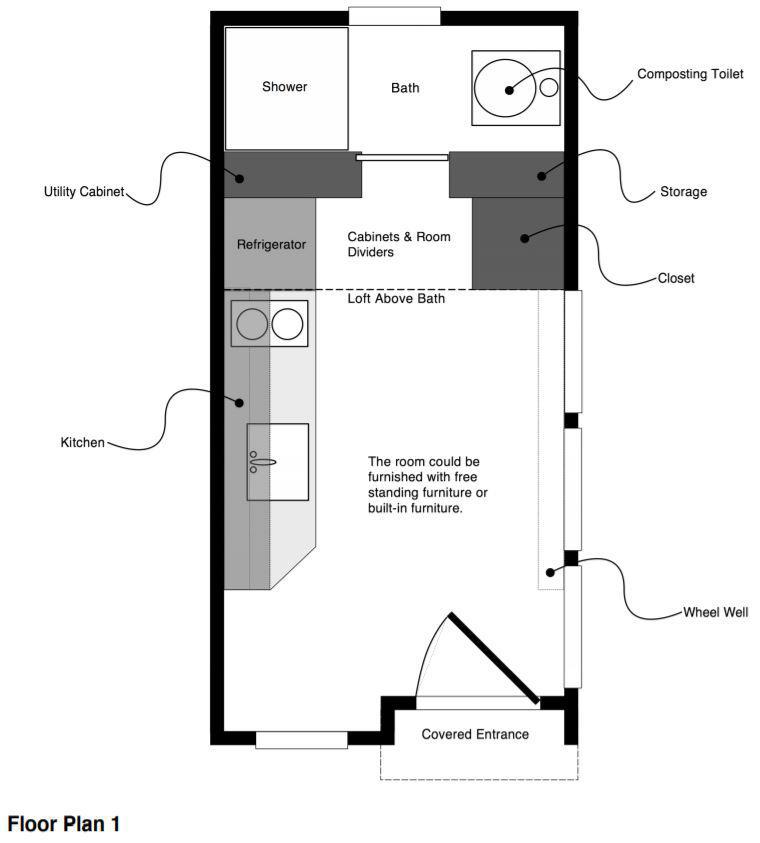 Shower
Bath
Composting Toilet
Utility Cabinet
Storage
Refrigerator
Cabinets & Room
Dividers
Closet
Loft Above Bath
Kitchen
The room could be
furnished with free
standing furniture or
built-in furniture.
Wheel Well
Covered Entrance
Floor Plan 1